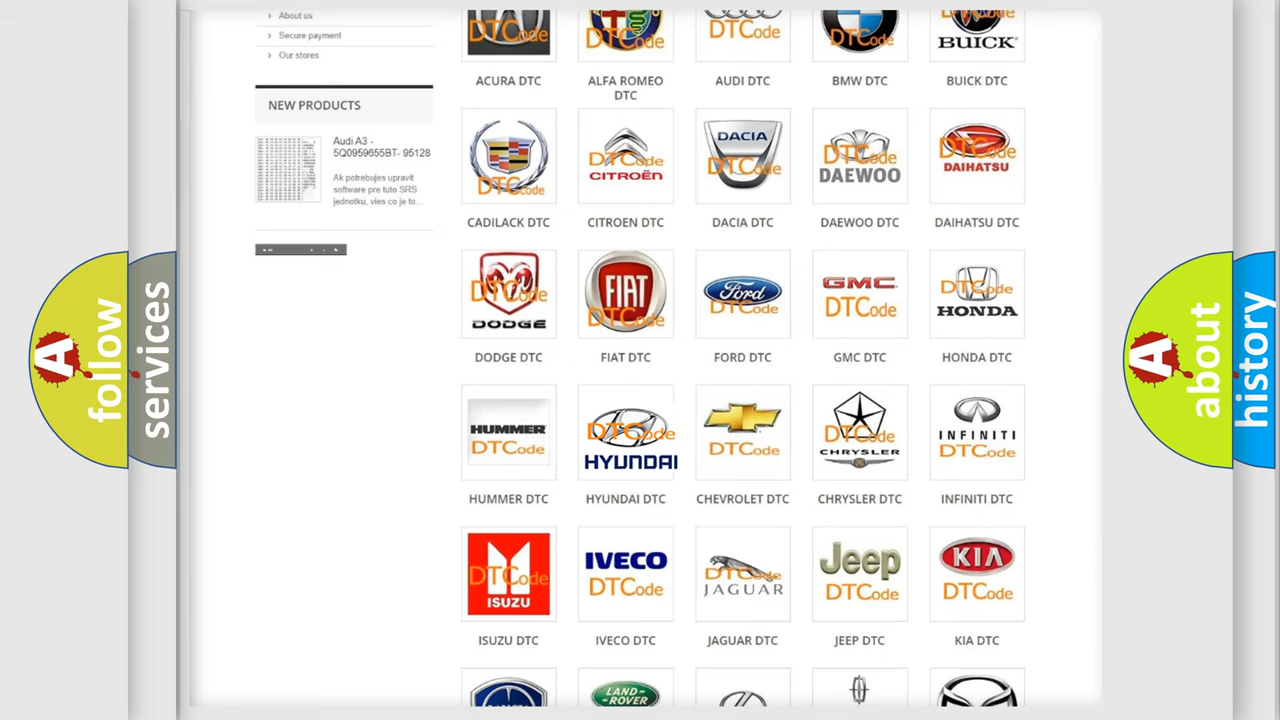 About us
Secure payment
Our stores
NEW PRODUCTS
Audi A3 -
5Q0959655BT- 95128
Ak potrebujes upravit
software pre tuto SRS
jednotku, vies co je to...
DTCode
DTCode
DTCode
DTCode
BUICK
ACURA DTC
ALFA ROMEO
DTC
AUDI DTC
BMW DTC
BUICK DTC
DTCode
DTCode
CITROËN
DACIA
DTCode
DTCode
DAEWOO
DTCode
DAIHATSU
CADILACK DTC
CITROEN DTC
DACIA DTC
DAEWOO DTC
DAIHATSU DTC
DTCode
DODGE
FIAT
DTCode
Ford
DTCode
GMC
DTCode
DTCode
HONDA
DODGE DTC
FIAT DTC
FORD DTC
GMC DTC
HONDA DTC
HUMMER
DTCode
DTCode
HYUNDAI
DTCode
DTCode
CHRYSLER
INFINITI
DTCode
HUMMER DTC
HYUNDAI DTC
CHEVROLET DTC
CHRYSLER DTC
INFINITI DTC
DTCode
ISUZU
IVECO
DTCode
DTCode
JAGUAR
Jeep
DTCode
KIA
DTCode
ISUZU DTC
IVECO DTC
JAGUAR DTC
JEEP DTC
KIA DTC
LAND-
ROVER
A
follow
services
A
about
history